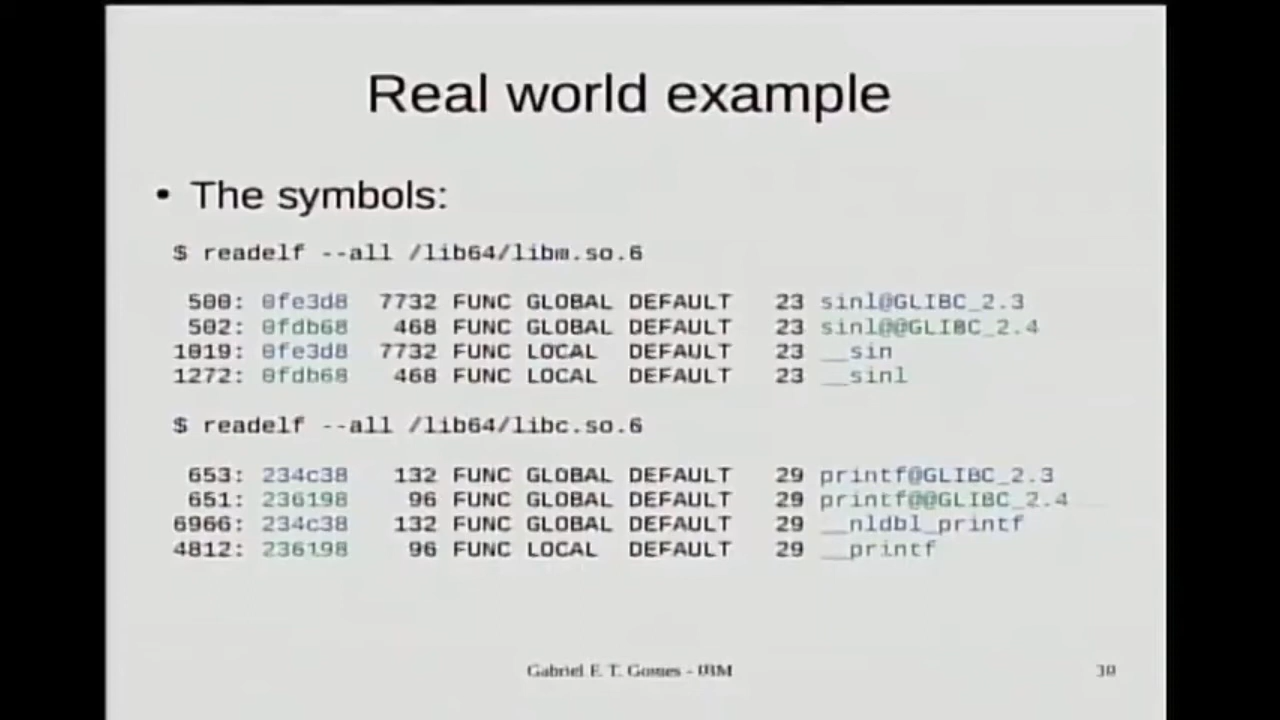 Real world example
• The symbols:
$ readelf --all /lib64/libm.so.6
500: 0fe3d8 7732 FUNC GLOBAL DEFAULT 23 sinl@GLIBC_2.3
502: 0fdb68 468 FUNC GLOBAL DEFAULT 23 sinl@@GLIBC_2.4
1019: 0fe3d8 7732 FUNC LOCAL DEFAULT 23 __sin
1272: 0fdb68 468 FUNC LOCAL DEFAULT 23 __sinl
$ readelf --all /lib64/libc.so.6
653: 234c38 132 FUNC GLOBAL DEFAULT 29 printf@GLIBC_2.3
651: 236198 96 FUNC GLOBAL DEFAULT 29 printf@@GLIBC_2.4
6966: 234c38 132 FUNC GLOBAL DEFAULT 29 __nldbl_printf
4812: 236198 96 FUNC LOCAL DEFAULT 29 __printf
Gabriel F. T. Gomes - IBM
30